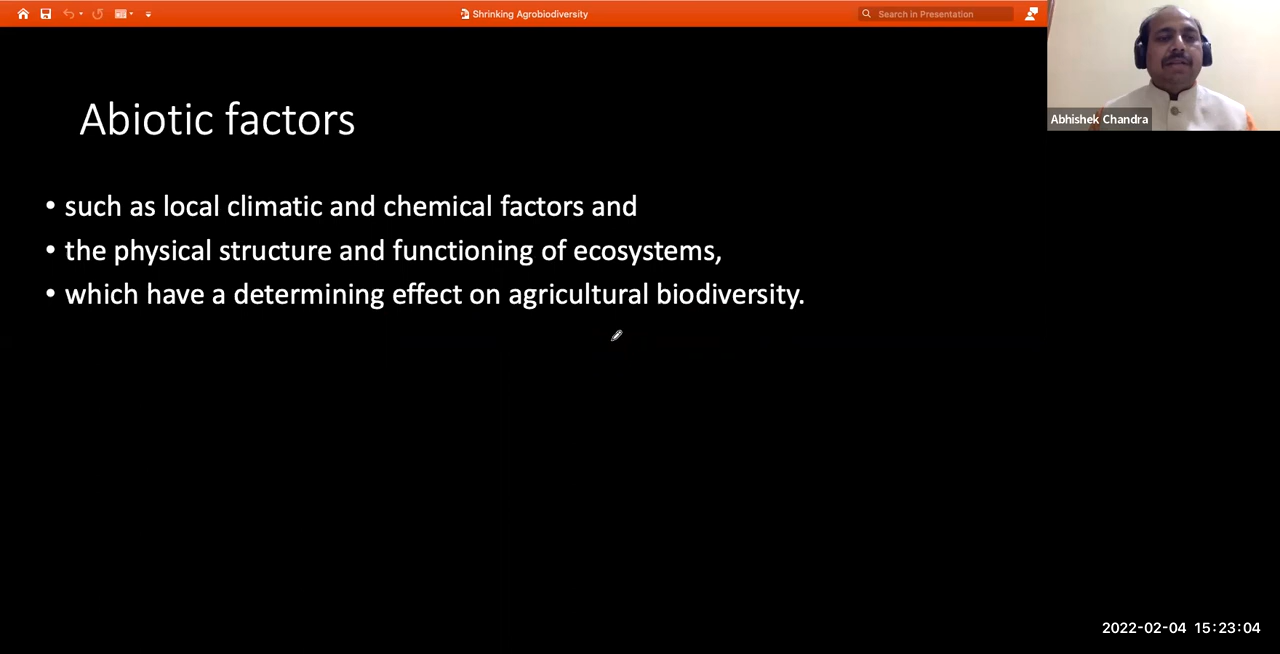 Shrinking Agrobiodiversity
Search in Presentation
Abhishek Chandra
Abiotic factors
• such as local climatic and chemical factors and
• the physical structure and functioning of ecosystems,
• which have a determining effect on agricultural biodiversity.
2022-02-04 15:23:04